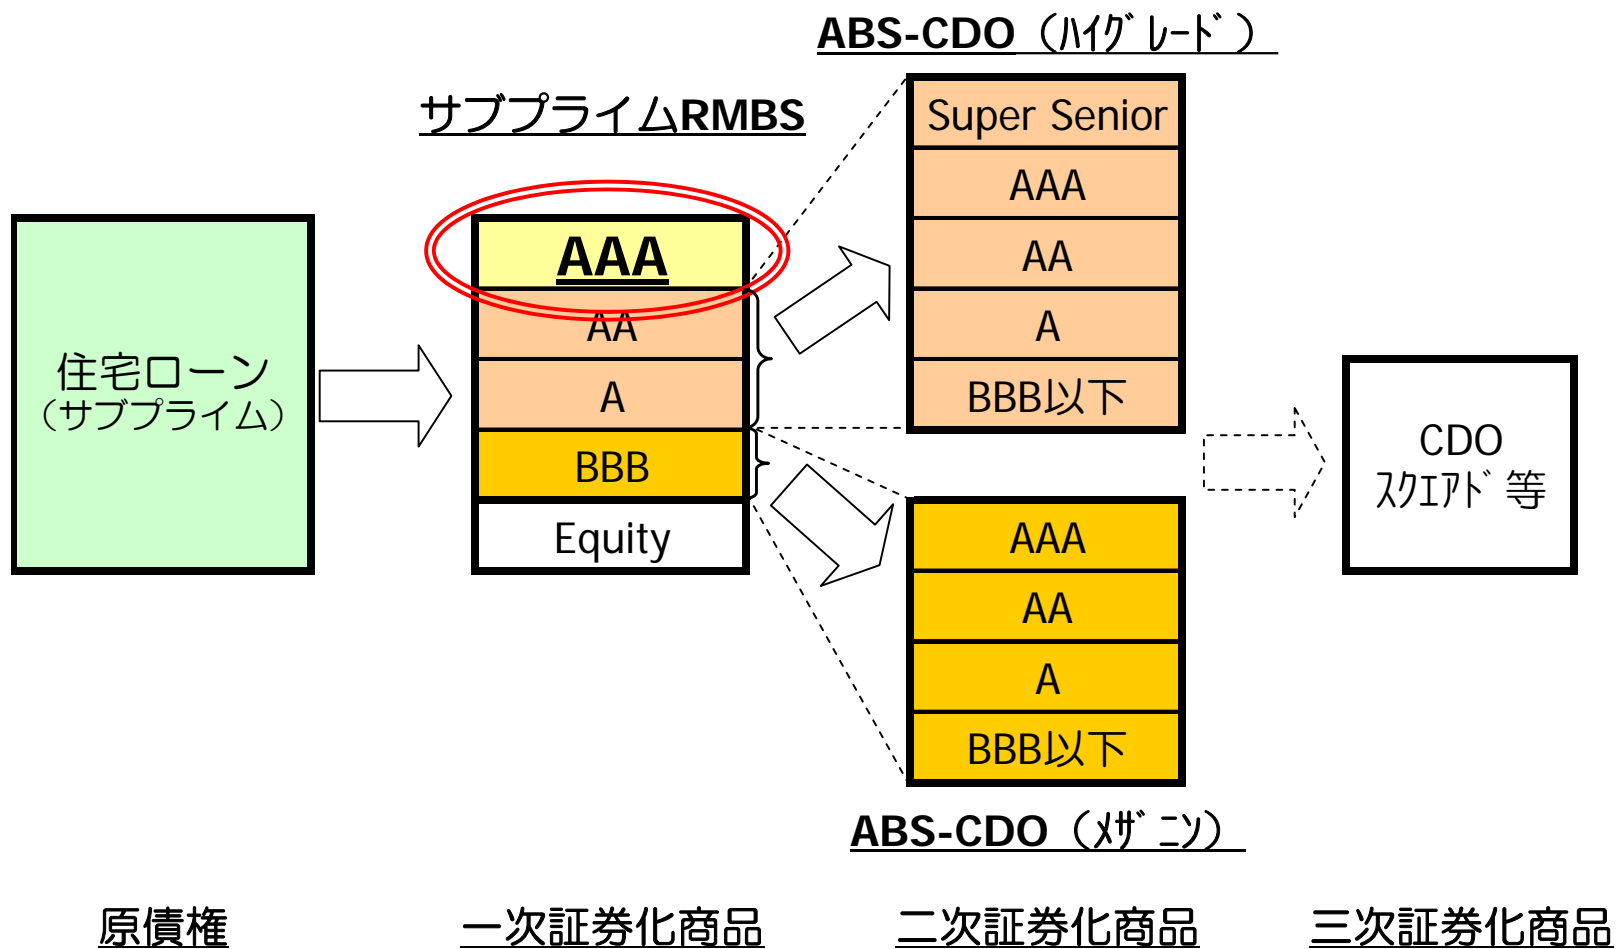 ABS-CDO（ﾊｲｸﾞﾚｰﾄﾞ）
サブプライムRMBS
住宅ローン
（サブプライム）
AAA
AA
A
BBB
Equity
Super Senior
AAA
AA
A
BBB以下
AAA
AA
A
BBB以下
ABS-CDO（ﾒｻﾞﾆﾝ）
CDO
ｽｸｴｱﾄﾞ等
原債権
一次証券化商品
二次証券化商品
三次証券化商品